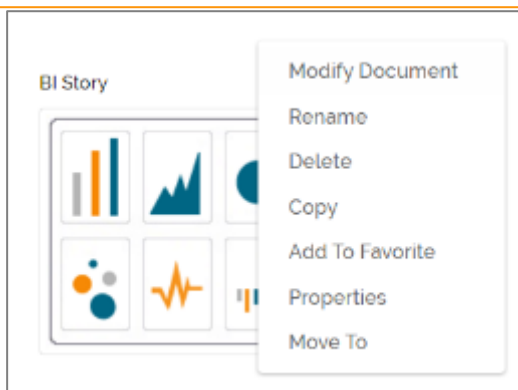 BI Story
Modify Document
Rename
Delete
Copy
Add To Favorite
Properties
Move To